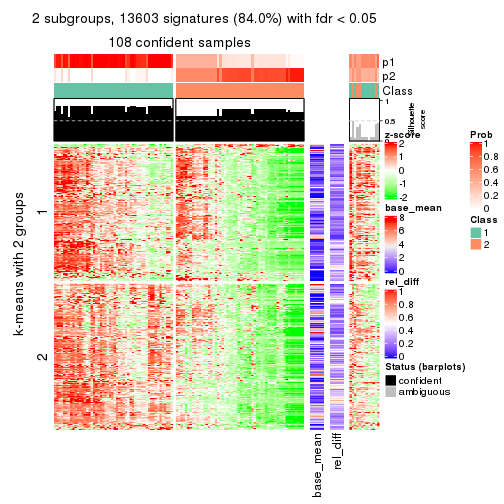 2 subgroups, 13603 signatures (84.0%) with fdr < 0.05
108 confident samples
p1
p2
Class
1
0.5
0
Silhouette
score
k-means with 2 groups
1
2
base_mean
rel_diff
z-score
2
1
0
-1
-2
base_mean
8
6
4
2
0
rel_diff
1
0.8
0.6
0.4
0.2
0
Status (barplots)
confident
ambiguous
Prob
1
0.8
0.6
0.4
0.2
0
Class
1
2